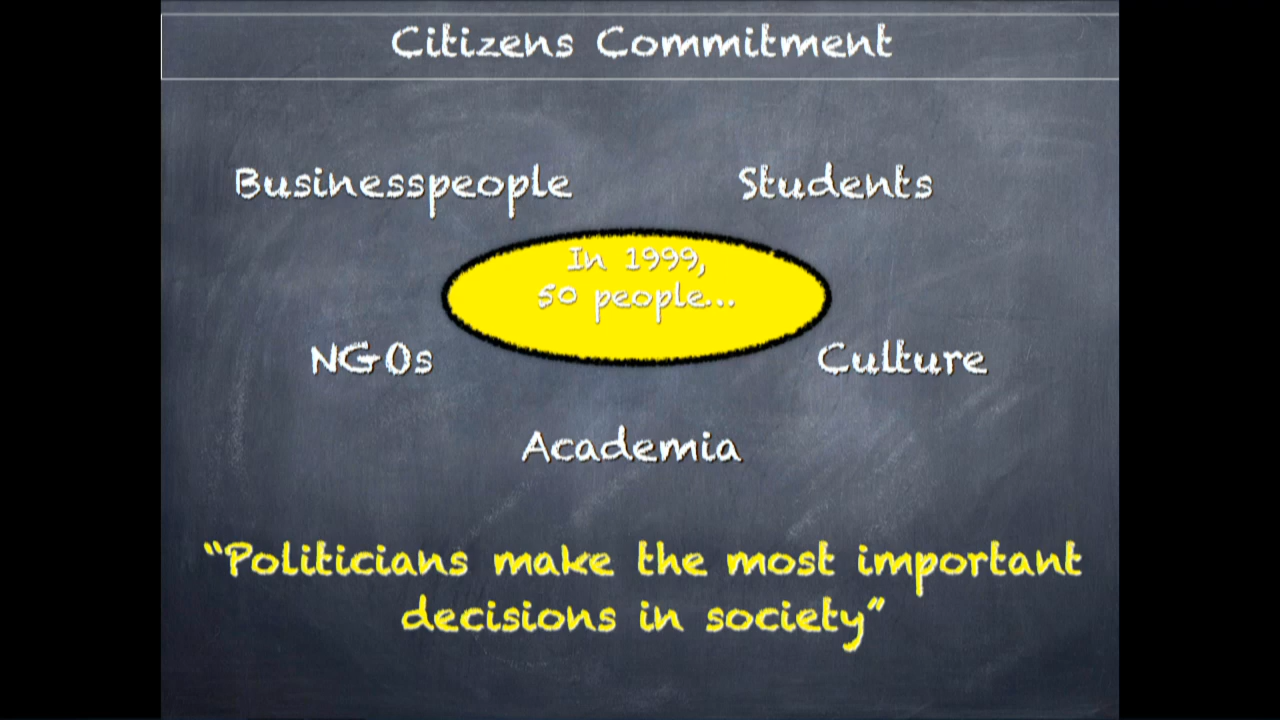 Citizens Commitment
Businesspeople
Students
In 1999,
50 people...
NGOs
Culture
Academia
“Politicians make the most important
decisions in society”